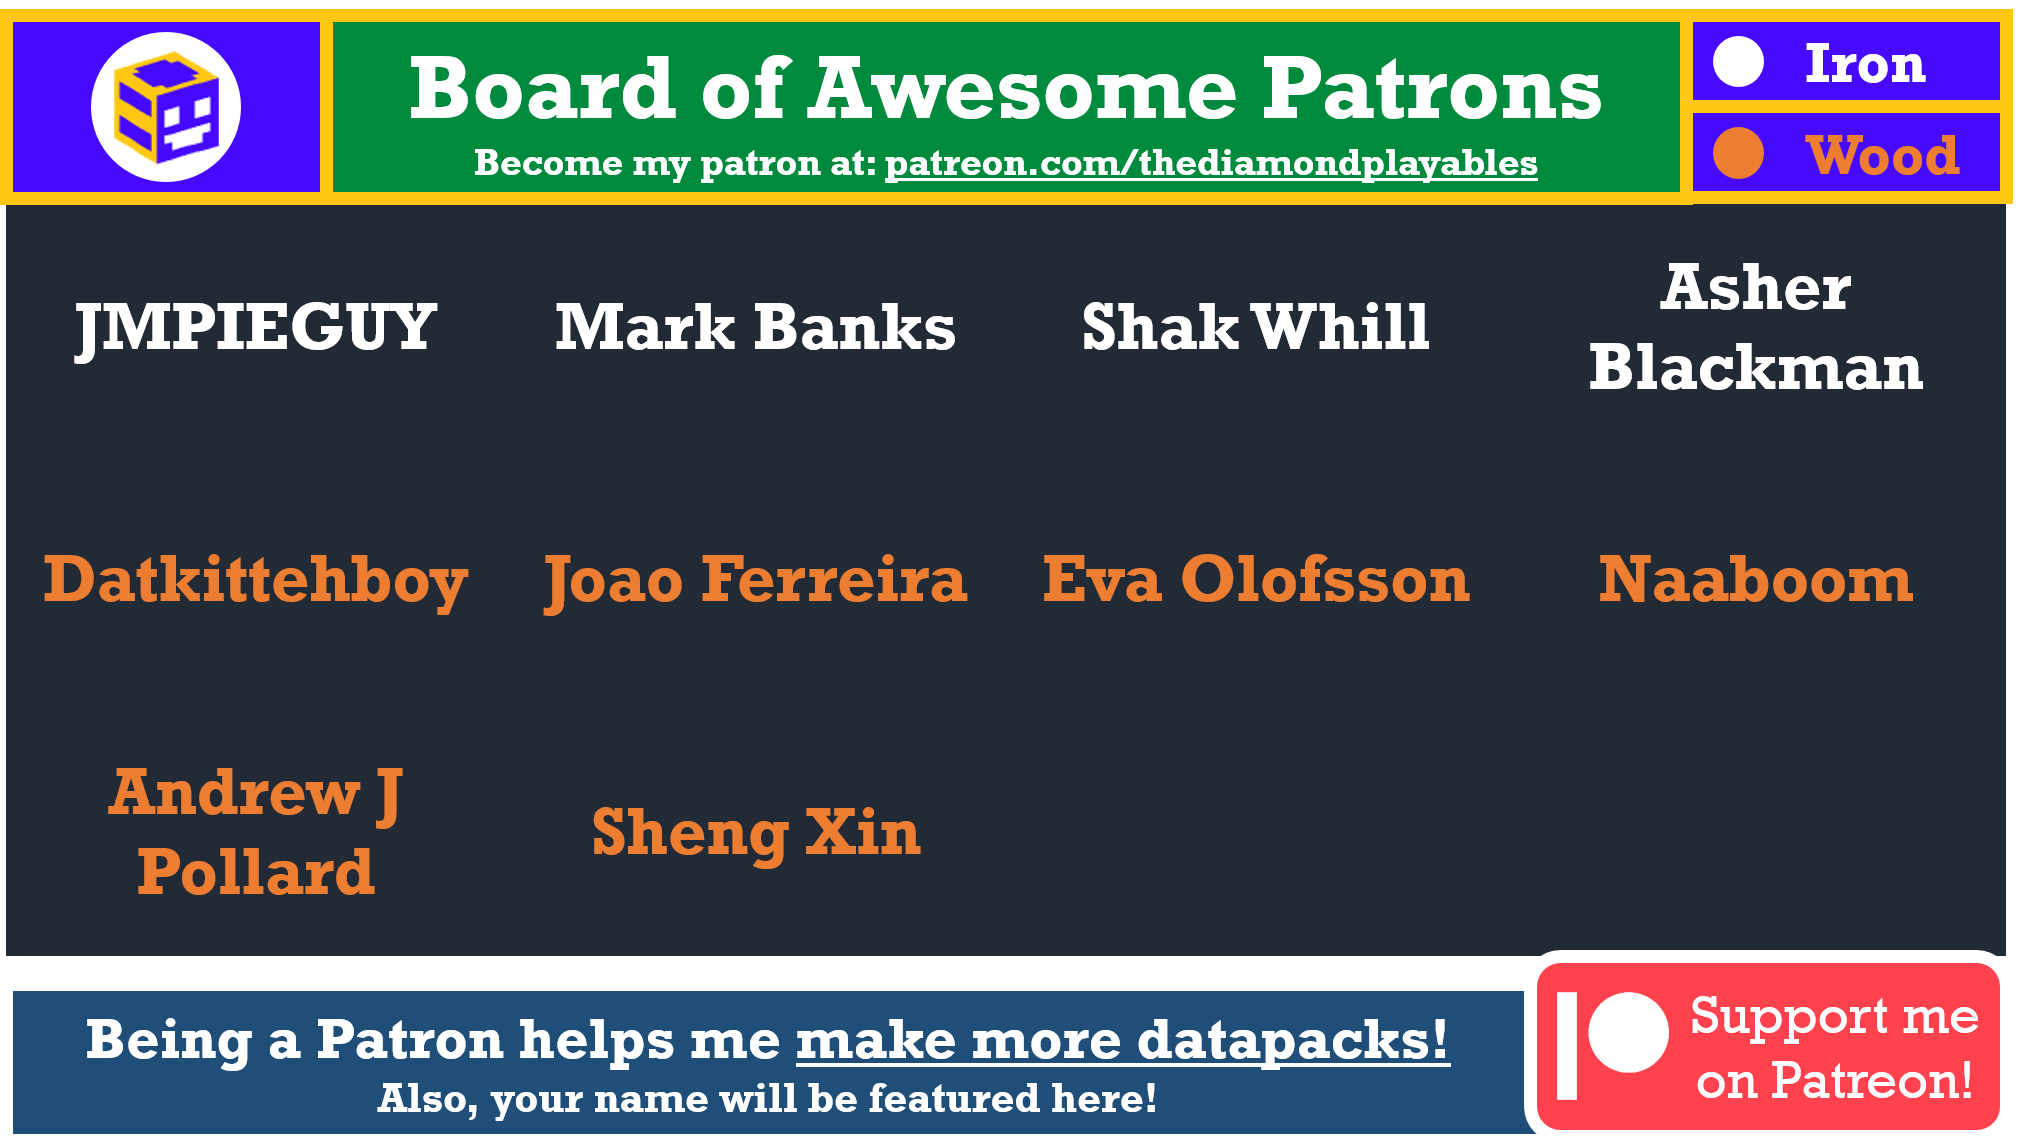 Board of Awesome Patrons
Become my patron at: patreon.com/thediamondplayables
Iron
Wood
JMPIEGUY
Mark Banks
Shak Whill
Asher
Blackman
Datkittehboy
Joao Ferreira
Eva Olofsson
Naaboom
Andrew J
Pollard
Sheng Xin
Being a Patron helps me make more datapacks!
Also, your name will be featured here!
Support me
on Patreon!